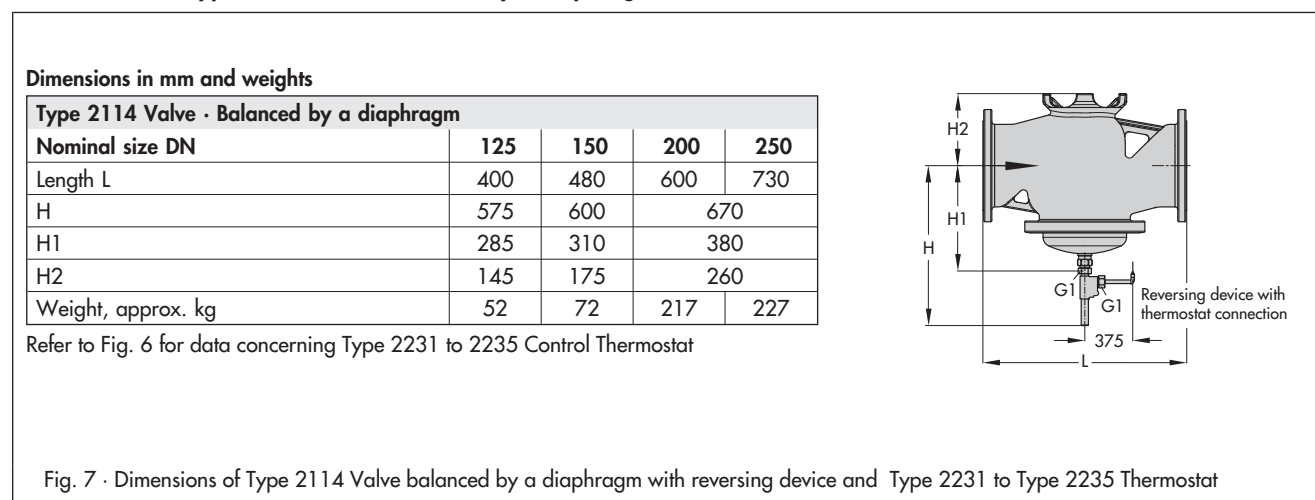 Dimensions in mm and weights
Type 2114 Valve · Balanced by a diaphragm
Nominal size DN 125 150 200 250
Length L 400 480 600 730
H 575 600 670
H1 285 310 380
H2 145 175 260
Weight, approx. kg 52 72 217 227
Refer to Fig. 6 for data concerning Type 2231 to 2235 Control Thermostat
H2
H1
H
G1
G1
Reversing device with
thermostat connection
375
L
Fig. 7 · Dimensions of Type 2114 Valve balanced by a diaphragm with reversing device and Type 2231 to Type 2235 Thermostat